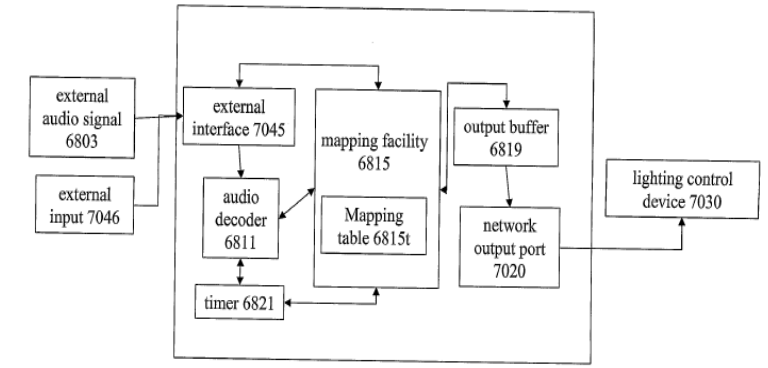 external
audio signal
6803
external
input 7046
external
interface 7045
audio
decoder
6811
timer 6821
mapping facility
6815
Mapping
table 6815t
output buffer
6819
network
output port
7020
lighting control
device 7030